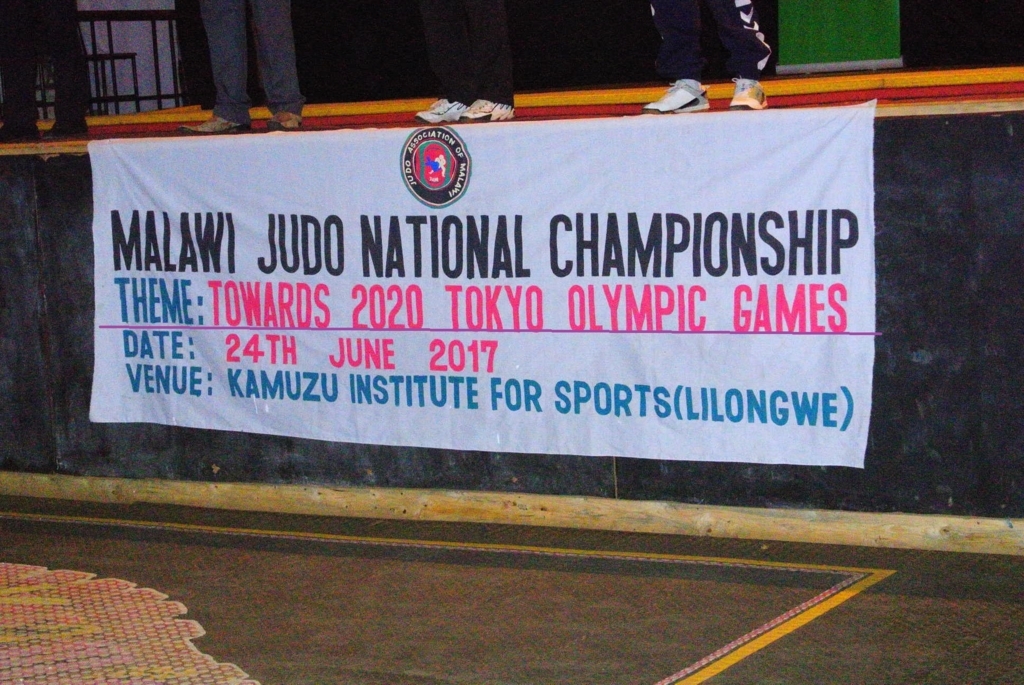 JUDO ASSOCIATION OF MALAWI
MALAWI JUDO NATIONAL CHAMPIONSHIP
THEME: TOWARDS 2020 TOKYO OLYMPIC GAMES
DATE: 24TH JUNE 2017
VENUE: KAMUZU INSTITUTE FOR SPORTS(LILONGWE)